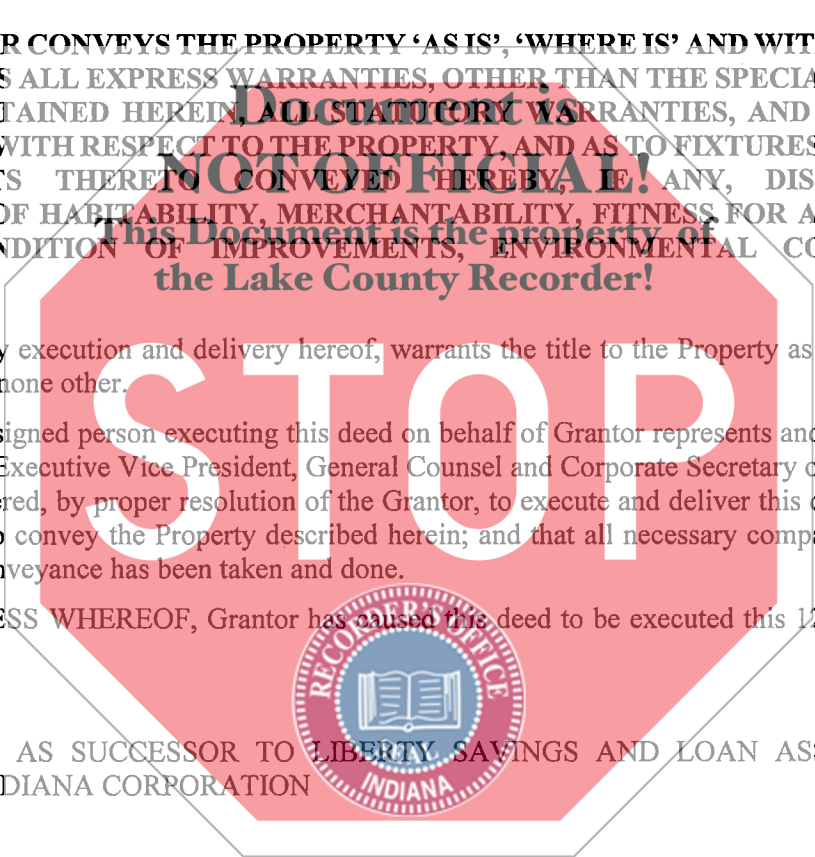 R CONVEYS THE PROPERTY ‘AS IS’, ‘WHERE IS’ AND WIT
S ALL EXPRESS WARRANTIES, OTHER THAN THE SPECIA
TAINED HEREIN, ALL STATUTORY WARRANTIES, AND
WITH RESPECT TO THE PROPERTY, AND AS TO FIXTURES
TS THERETO CONVEYED HEREBY, IF ANY, DIS
OF HABITABILITY, MERCHANTABILITY, FITNESS FOR A
NDITION OF IMPROVEMENTS, ENVIRONMENTAL CO
Document is
NOT OFFICIAL!
This Document is the property of
the Lake County Recorder!
y execution and delivery hereof, warrants the title to the Property as
none other.
signed person executing this deed on behalf of Grantor represents and
Executive Vice President, General Counsel and Corporate Secretary o
red, by proper resolution of the Grantor, to execute and deliver this d
o convey the Property described herein; and that all necessary compa
nveyance has been taken and done.
STOP
ESS WHEREOF, Grantor has caused this deed to be executed this 12
RECORDER'S OFFICE
INDIANA
AS SUCCESSOR TO LIBERTY SAVINGS AND LOAN ASS
DIANA CORPORATION